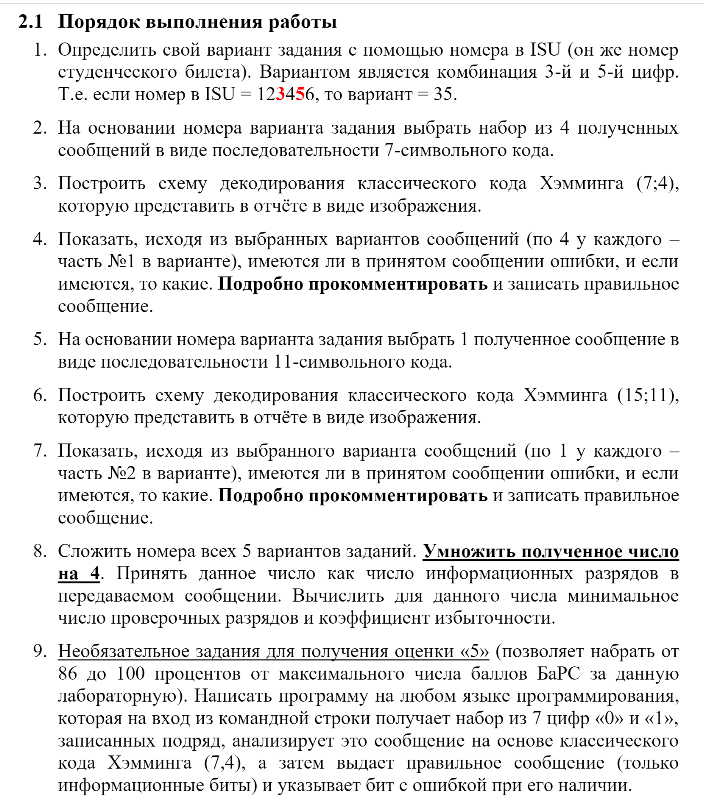 2.1 Порядок выполнения работы
1. Определить свой вариант задания с помощью номера в ISU (он же номер
студенческого билета). Вариантом является комбинация 3-й и 5-й цифр.
Т.е. если номер в ISU = 123456, то вариант = 35.
2. На основании номера варианта задания выбрать набор из 4 полученных
сообщений в виде последовательности 7-символьного кода.
3. Построить схему декодирования классического кода Хэмминга (7;4),
которую представить в отчёте в виде изображения.
4. Показать, исходя из выбранных вариантов сообщений (по 4 у каждого –
часть №1 в варианте), имеются ли в принятом сообщении ошибки, и если
имеются, то какие. Подробно прокомментировать и записать правильное
сообщение.
5. На основании номера варианта задания выбрать 1 полученное сообщение в
виде последовательности 11-символьного кода.
6. Построить схему декодирования классического кода Хэмминга (15;11),
которую представить в отчёте в виде изображения.
7. Показать, исходя из выбранного варианта сообщений (по 1 у каждого –
часть №2 в варианте), имеются ли в принятом сообщении ошибки, и если
имеются, то какие. Подробно прокомментировать и записать правильное
сообщение.
8. Сложить номера всех 5 вариантов заданий. Умножить полученное число
на 4. Принять данное число как число информационных разрядов в
передаваемом сообщении. Вычислить для данного числа минимальное
число проверочных разрядов и коэффициент избыточности.
9. Необязательное задания для получения оценки «5» (позволяет набрать от
86 до 100 процентов от максимального числа баллов БаРС за данную
лабораторную). Написать программу на любом языке программирования,
которая на вход из командной строки получает набор из 7 цифр «0» и «1»,
записанных подряд, анализирует это сообщение на основе классического
кода Хэмминга (7,4), а затем выдает правильное сообщение (только
информационные биты) и указывает бит с ошибкой при его наличии.